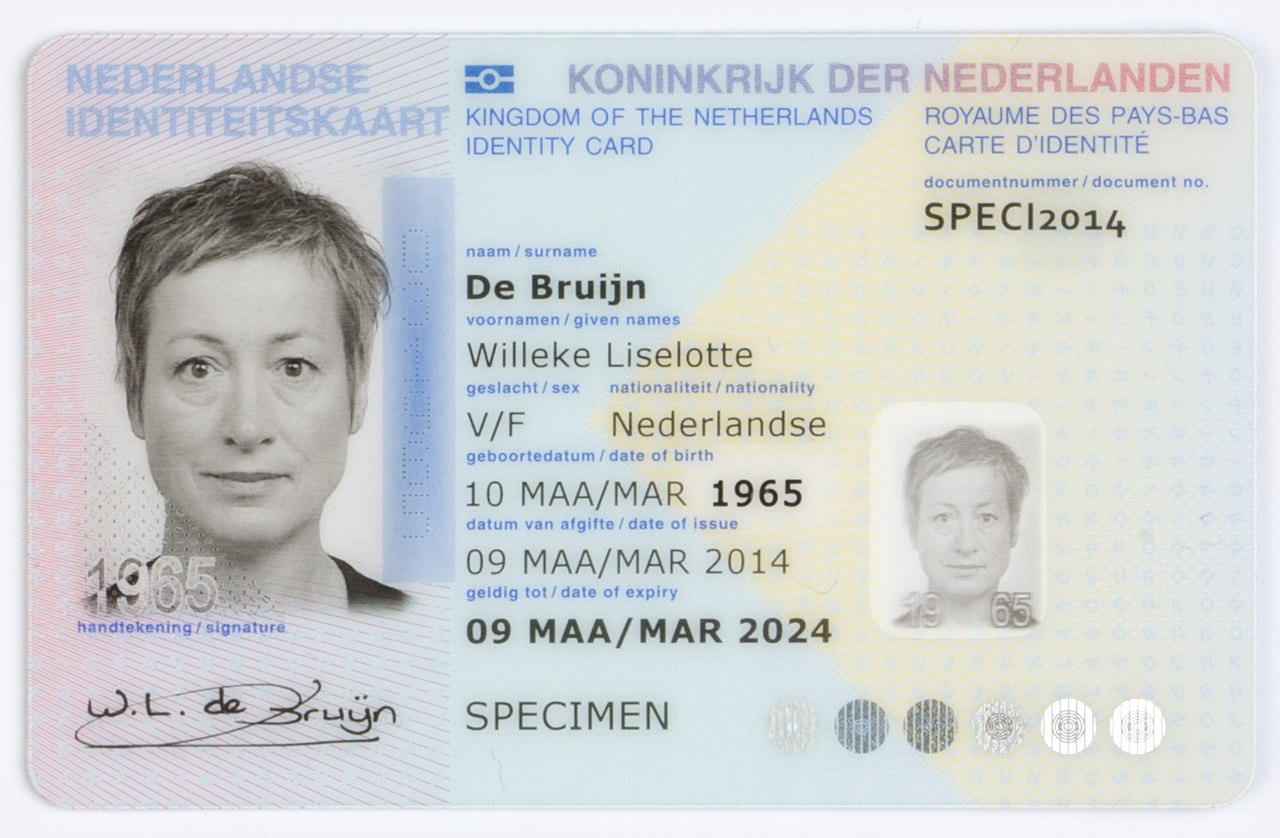 NEDERLANDSE
IDENTITEITSKAART
KONINKRIJK DER NEDERLANDEN
KINGDOM OF THE NETHERLANDS
IDENTITY CARD
ROYAUME DES PAYS-BAS
CARTE D'IDENTITÉ
documentnummer / document no.
SPECI2014
naam / surname
De Bruijn
voornamen / given names
Willeke Liselotte
geslacht / sex nationaliteit / nationality
V/F Nederlandse
geboortedatum / date of birth
10 MAA/MAR 1965
datum van afgifte / date of issue
09 MAA/MAR 2014
geldig tot / date of expiry
09 MAA/MAR 2024
1965
19 65
handtekening / signature
W.L. de Bruijn
SPECIMEN